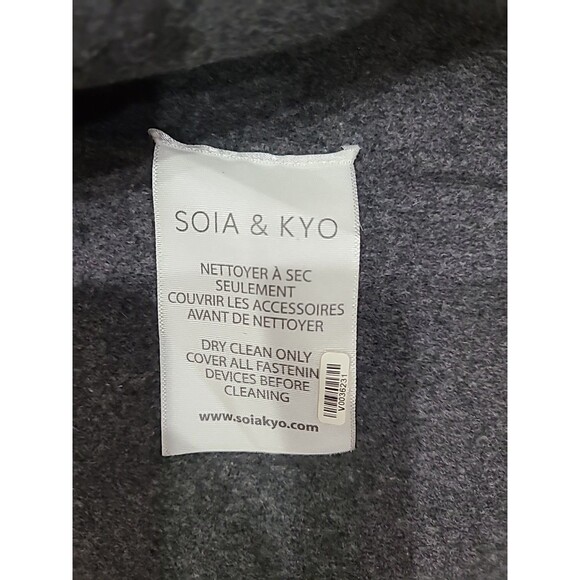 SOIA & KYO
NETTOYER À SEC
SEULEMENT
COUVRIR LES ACCESSOIRES
AVANT DE NETTOYER
DRY CLEAN ONLY
COVER ALL FASTENIN
DEVICES BEFORE
CLEANING
www.soiakyo.com
V0036231